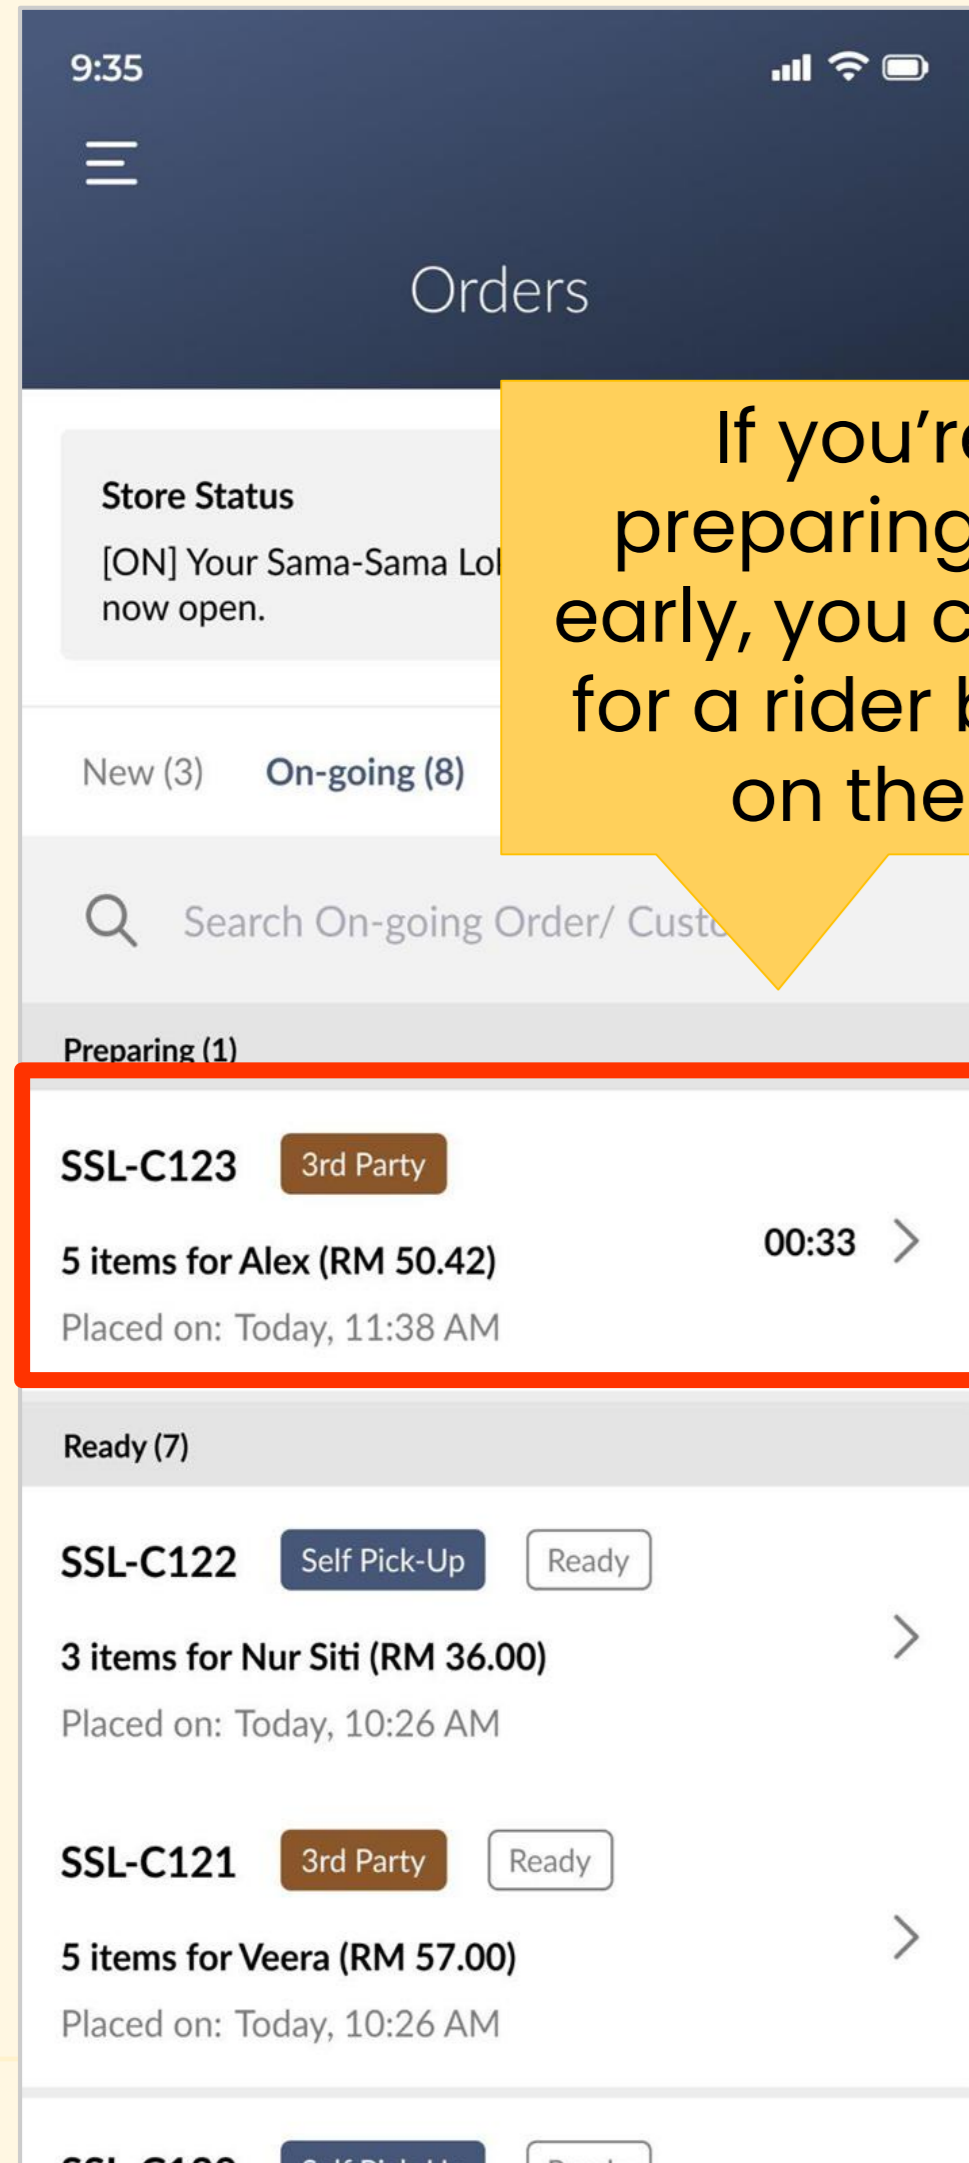 9:35
Orders
Store Status
[ON] Your Sama-Sama
now open.
If
preparing
early, you
for a rider
on the
New (3) On-going (8)
Search On-going Order/
Preparing (1)
SSL-C123 3rd Party
5 items for Alex (RM 50.42)
00:33
Placed on: Today, 11:38 AM
Ready (7)
SSL-C122 Self Pick-Up Ready
3 items for Nur Siti (RM 36.00)
Placed on: Today, 10:26 AM
SSL-C121 3rd Party Ready
5 items for Veera (RM 57.00)
Placed on: Today, 10:26 AM